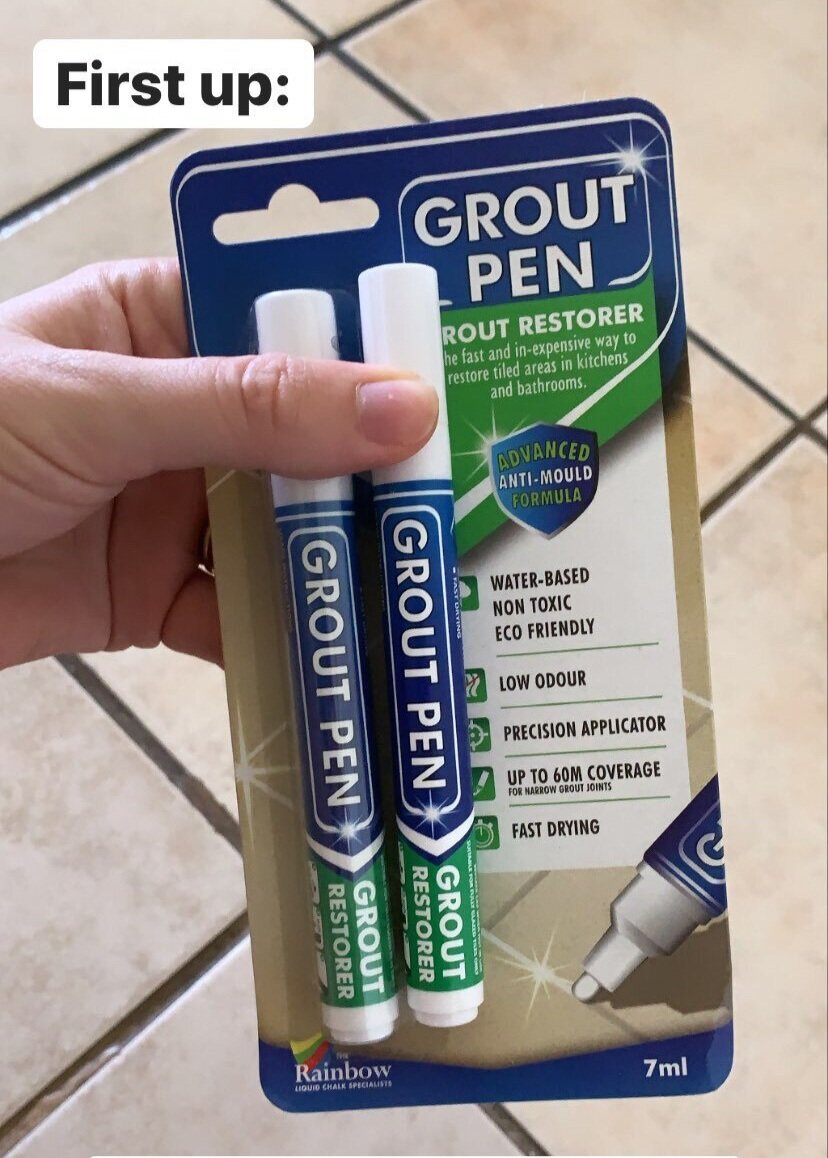 First up:
GROUT
PEN
ROUT RESTORER
he fast and in-expensive way to
restore tiled areas in kitchens
and bathrooms.
ADVANCED
ANTI-MOULD
FORMULA
WATER-BASED
NON TOXIC
ECO FRIENDLY
LOW ODOUR
PRECISION APPLICATOR
UP TO 60M COVERAGE
FOR NARROW GROUT JOINTS
FAST DRYING
GROUT PEN
GROUT
RESTORER
GROUT PEN
GROUT
RESTORER
FAST DRYING
G
THE
Rainbow
LIQUID CHALK SPECIALISTS
7ml